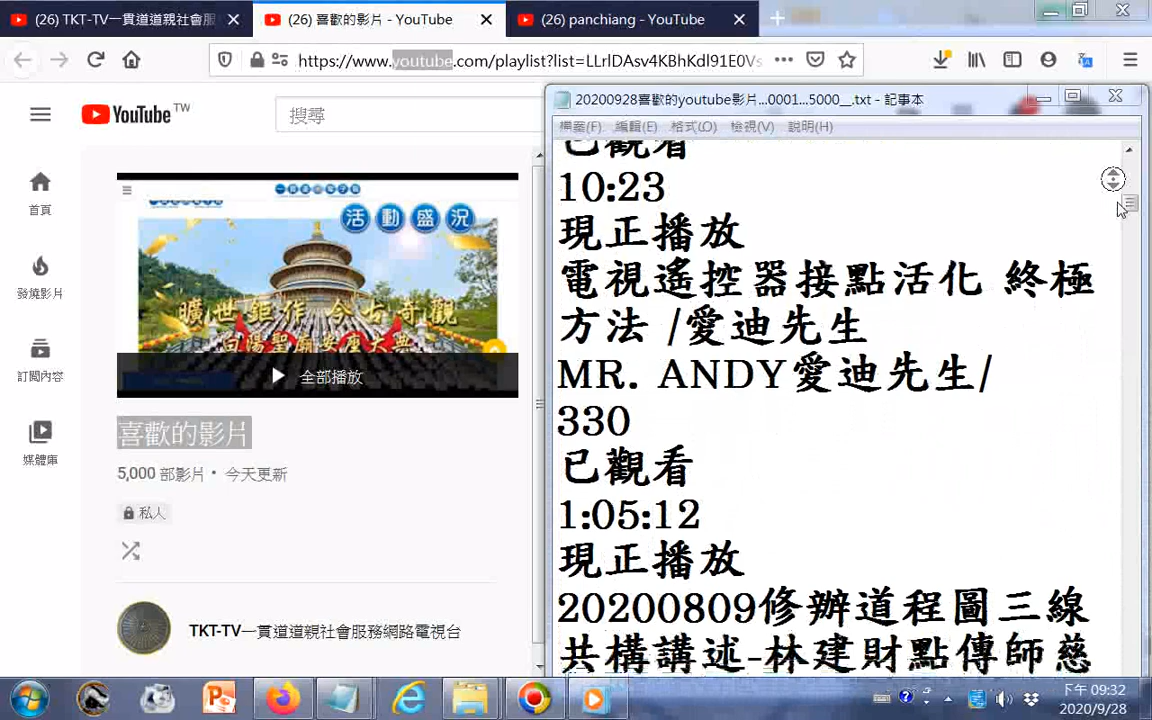 (26) TKT-TV一貫道道親社會服
(26) 喜歡的影片 - YouTube
(26) panchiang - YouTube
https://www.youtube.com/playlist?list=LLrlDAsv4KBhKdl91E0Vs
YouTube TW
搜尋
首頁
發燒影片
訂閱內容
媒體庫
活動盛況
曠世鉅作 今古奇觀
白陽聖廟安座大典
全部播放
喜歡的影片
5,000 部影片・今天更新
私人
TKT-TV一貫道道親社會服務網路電視台
20200928喜歡的youtube影片...0001...5000__.txt - 記事本
檔案(F) 編輯(E) 格式(O) 檢視(V) 說明(H)
已觀看
10:23
現正播放
電視遙控器接點活化 終極
方法 /愛迪先生
MR. ANDY愛迪先生/
330
已觀看
1:05:12
現正播放
20200809修辦道程圖三線
共構講述-林建財點傳師慈
下午 09:32
2020/9/28